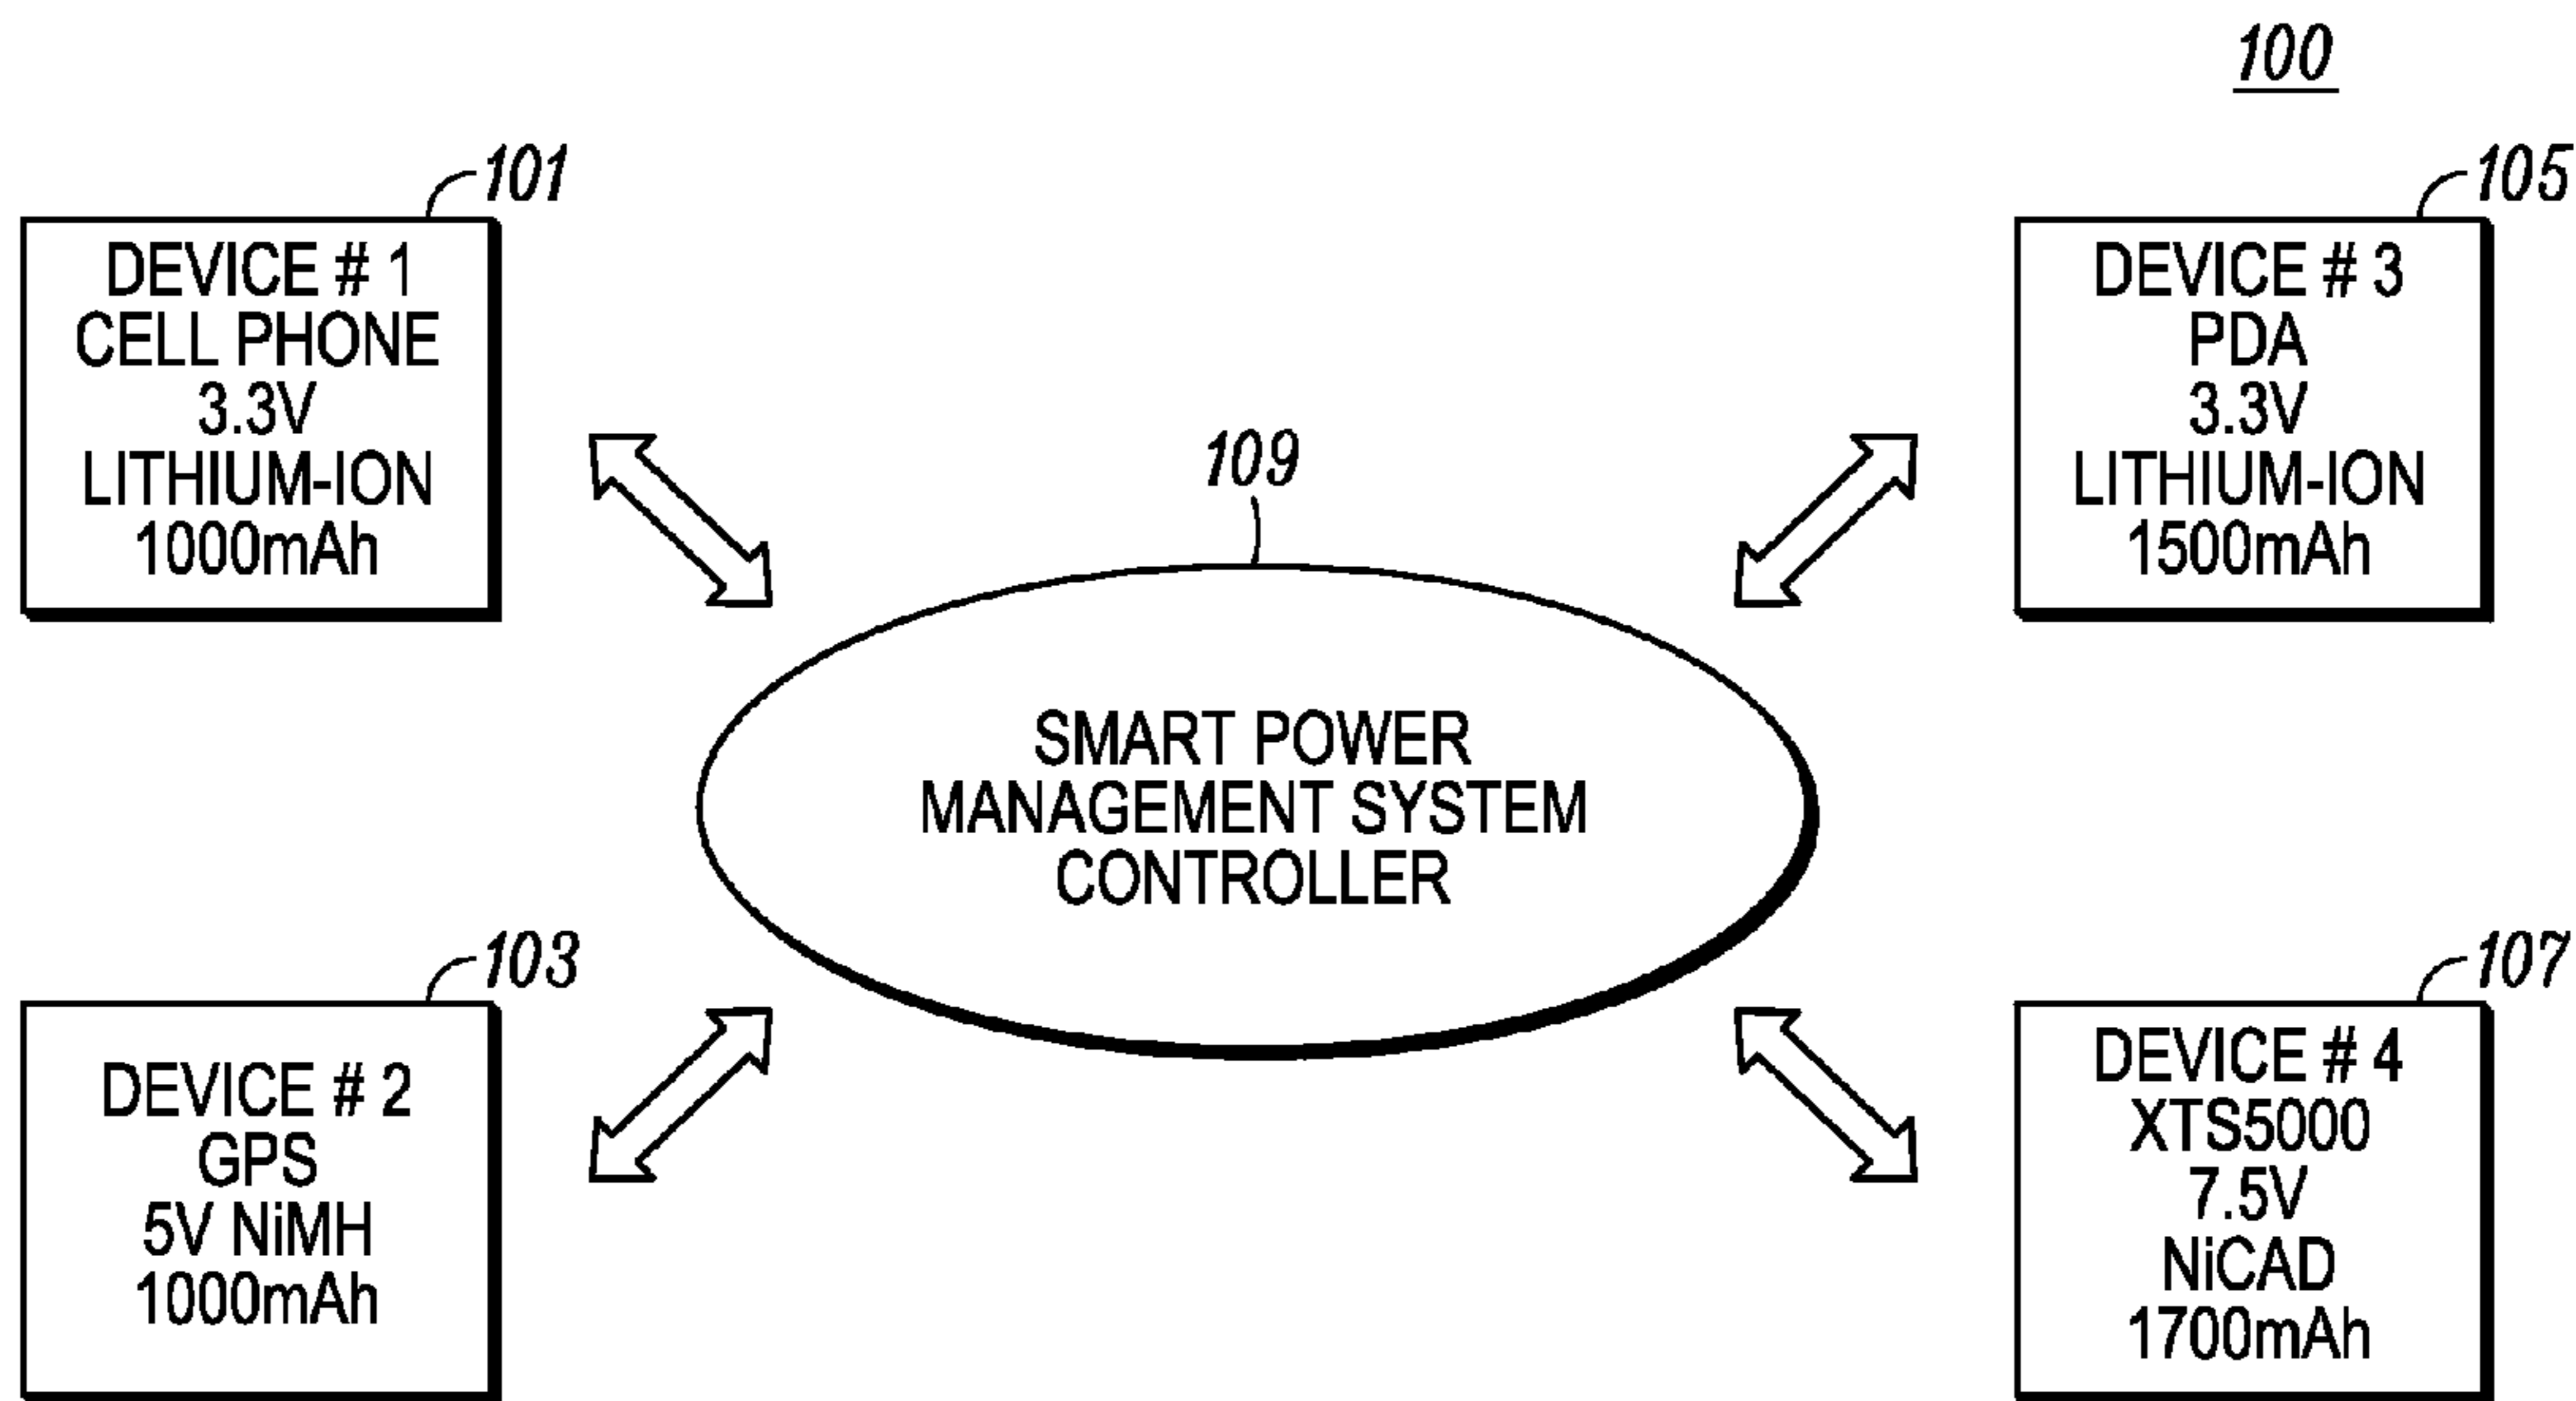 100
101
DEVICE # 1
CELL PHONE
3.3V
LITHIUM-ION
1000mAh
105
DEVICE # 3
PDA
3.3V
LITHIUM-ION
1500mAh
109
SMART POWER
MANAGEMENT SYSTEM
CONTROLLER
103
DEVICE # 2
GPS
5V NiMH
1000mAh
107
DEVICE # 4
XTS5000
7.5V
NiCAD
1700mAh